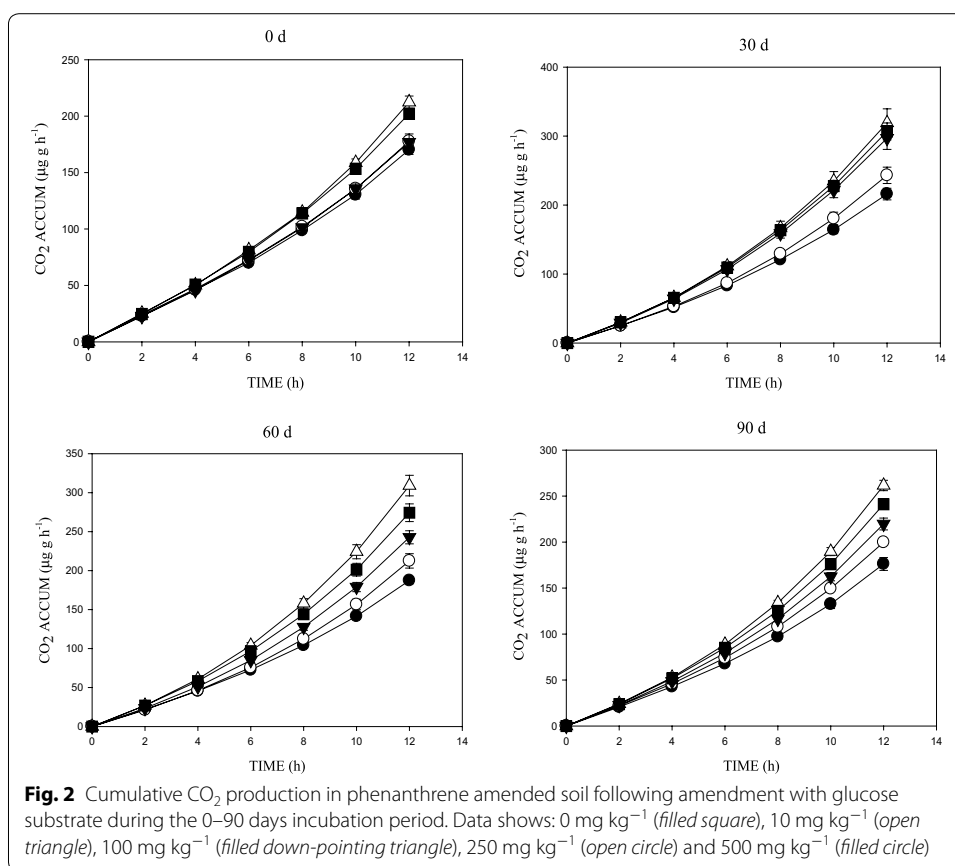 0 d
250
200
150
100
50
0
CO₂ ACCUM (µg g h⁻¹)
0 2 4 6 8 10 12 14
TIME (h)
30 d
400
300
200
100
0
CO₂ ACCUM (µg g h⁻¹)
0 2 4 6 8 10 12 14
TIME (h)
60 d
350
300
250
200
150
100
50
0
CO₂ ACCUM (µg g h⁻¹)
0 2 4 6 8 10 12 14
TIME (h)
90 d
300
250
200
150
100
50
0
CO₂ ACCUM (µg g h⁻¹)
0 2 4 6 8 10 12 14
TIME (h)
Fig. 2 Cumulative CO₂ production in phenanthrene amended soil following amendment with glucose
substrate during the 0–90 days incubation period. Data shows: 0 mg kg⁻¹ (filled square), 10 mg kg⁻¹ (open
triangle), 100 mg kg⁻¹ (filled down-pointing triangle), 250 mg kg⁻¹ (open circle) and 500 mg kg⁻¹ (filled circle)